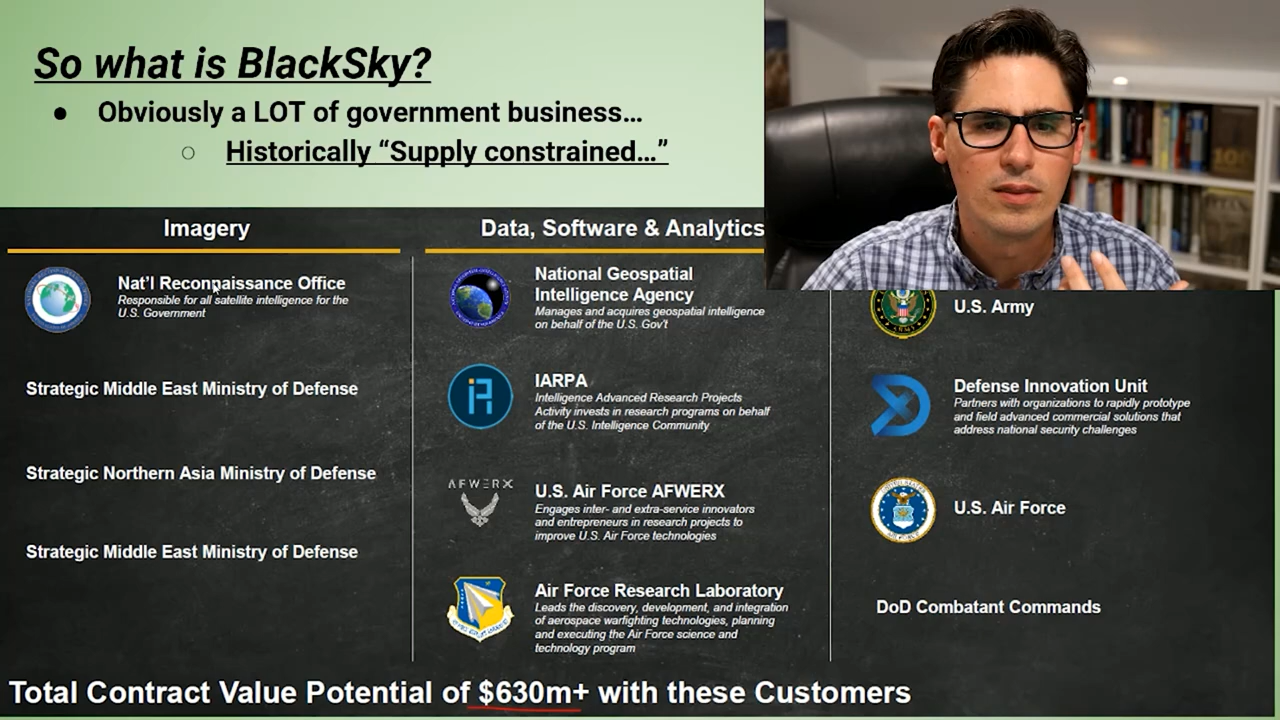 So what is BlackSky?
● Obviously a LOT of government business…
○ Historically “Supply constrained…”
Imagery
Nat’l Reconnaissance Office
Responsible for all satellite intelligence for the
U.S. Government
Strategic Middle East Ministry of Defense
Strategic Northern Asia Ministry of Defense
Strategic Middle East Ministry of Defense
Data, Software & Analytics
National Geospatial
Intelligence Agency
Manages and acquires geospatial intelligence
on behalf of the U.S. Gov't
IARPA
Intelligence Advanced Research Projects
Activity invests in research programs on behalf
of the U.S. Intelligence Community
AFWERX
U.S. Air Force AFWERX
Engages inter- and extra-service innovators
and entrepreneurs in research projects to
improve U.S. Air Force technologies
Air Force Research Laboratory
Leads the discovery, development, and integration
of aerospace warfighting technologies, planning
and executing the Air Force science and
technology program
U.S. Army
ARMY
Defense Innovation Unit
Partners with organizations to rapidly prototype
and field advanced commercial solutions that
address national security challenges
U.S. Air Force
DoD Combatant Commands
Total Contract Value Potential of $630m+ with these Customers